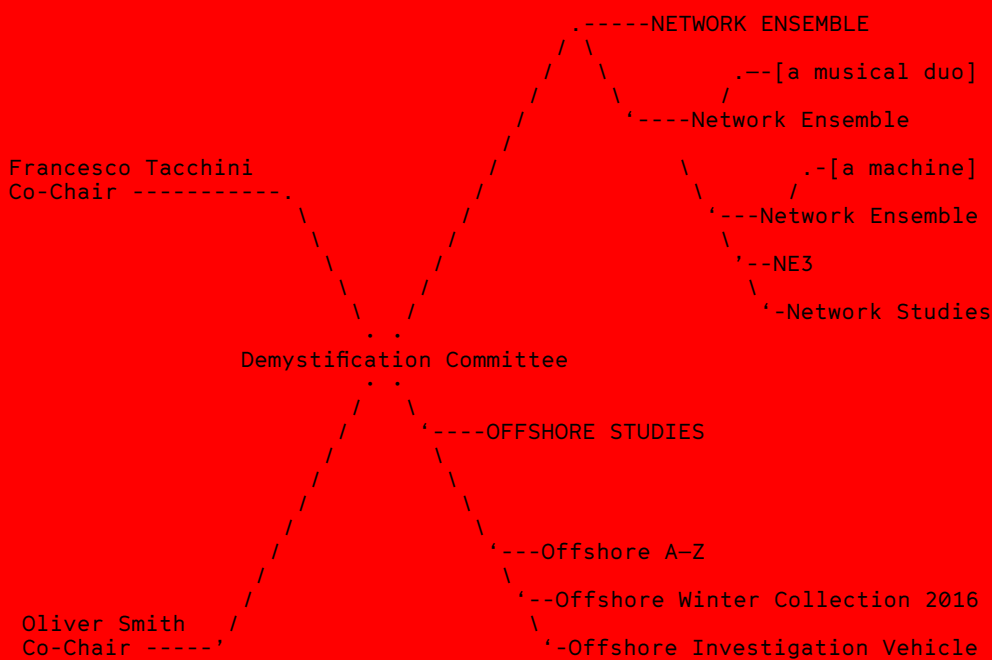 NETWORK ENSEMBLE
[a musical duo]
Network Ensemble
Francesco Tacchini
Co-Chair
[a machine]
Network Ensemble
NE3
Network Studies
Demystification Committee
OFFSHORE STUDIES
Offshore A—Z
Offshore Winter Collection 2016
Oliver Smith
Co-Chair
Offshore Investigation Vehicle